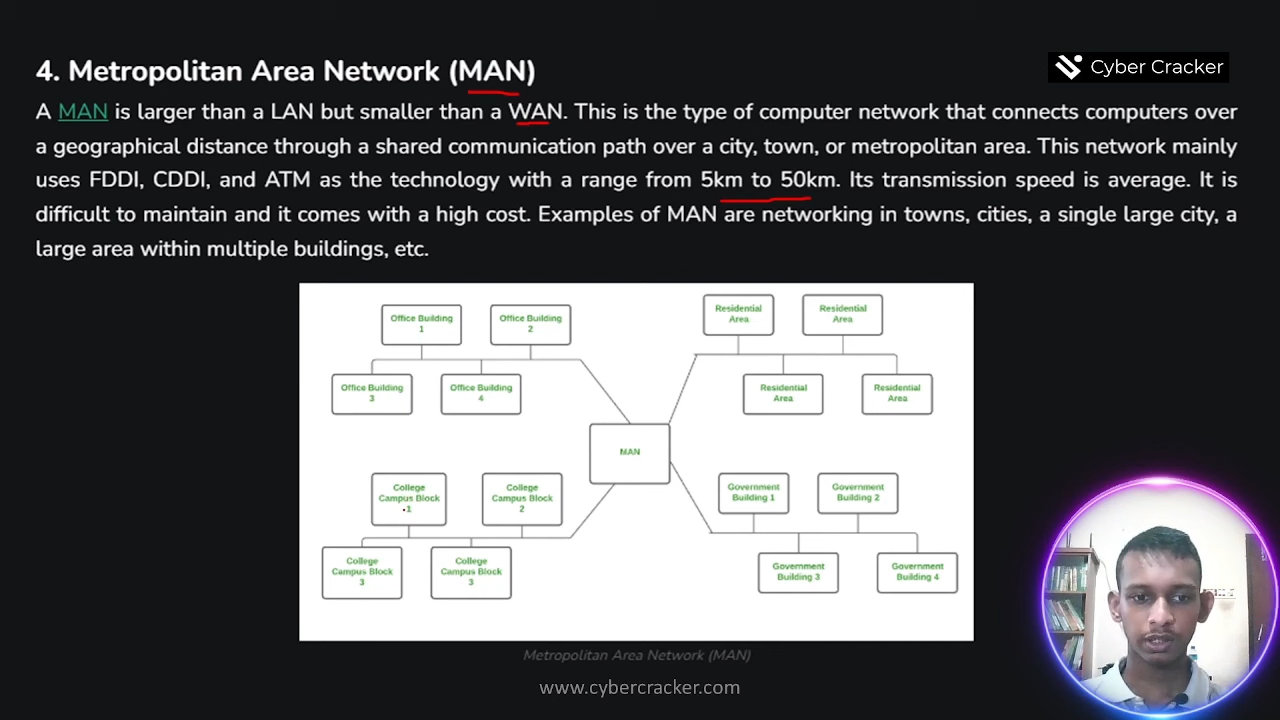 4. Metropolitan Area Network (MAN)
Cyber Cracker
A MAN is larger than a LAN but smaller than a WAN. This is the type of computer network that connects computers over
a geographical distance through a shared communication path over a city, town, or metropolitan area. This network mainly
uses FDDI, CDDI, and ATM as the technology with a range from 5km to 50km. Its transmission speed is average. It is
difficult to maintain and it comes with a high cost. Examples of MAN are networking in towns, cities, a single large city, a
large area within multiple buildings, etc.
Office Building
1
Office Building
2
Office Building
3
Office Building
4
Residential
Area
Residential
Area
Residential
Area
Residential
Area
MAN
College
Campus Block
1
College
Campus Block
2
College
Campus Block
3
College
Campus Block
3
Government
Building 1
Government
Building 2
Government
Building 3
Government
Building 4
Metropolitan Area Network (MAN)
www.cybercracker.com